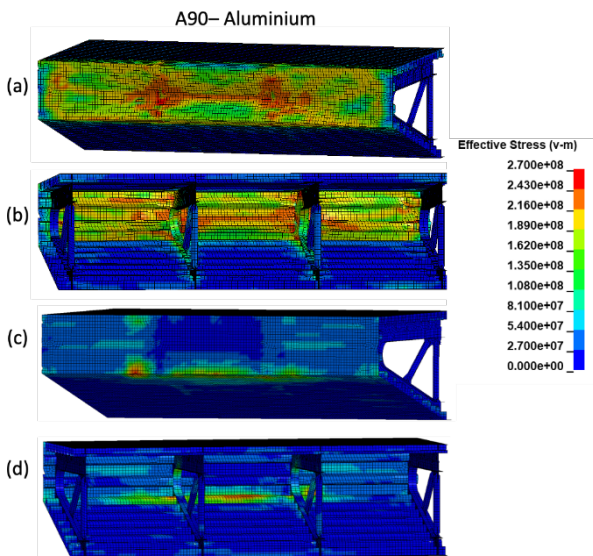 A90– Aluminium
(a)
(b)
(c)
(d)
Effective Stress (v-m)
2.700e+08
2.430e+08
2.160e+08
1.890e+08
1.620e+08
1.350e+08
1.080e+08
8.100e+07
5.400e+07
2.700e+07
0.000e+00